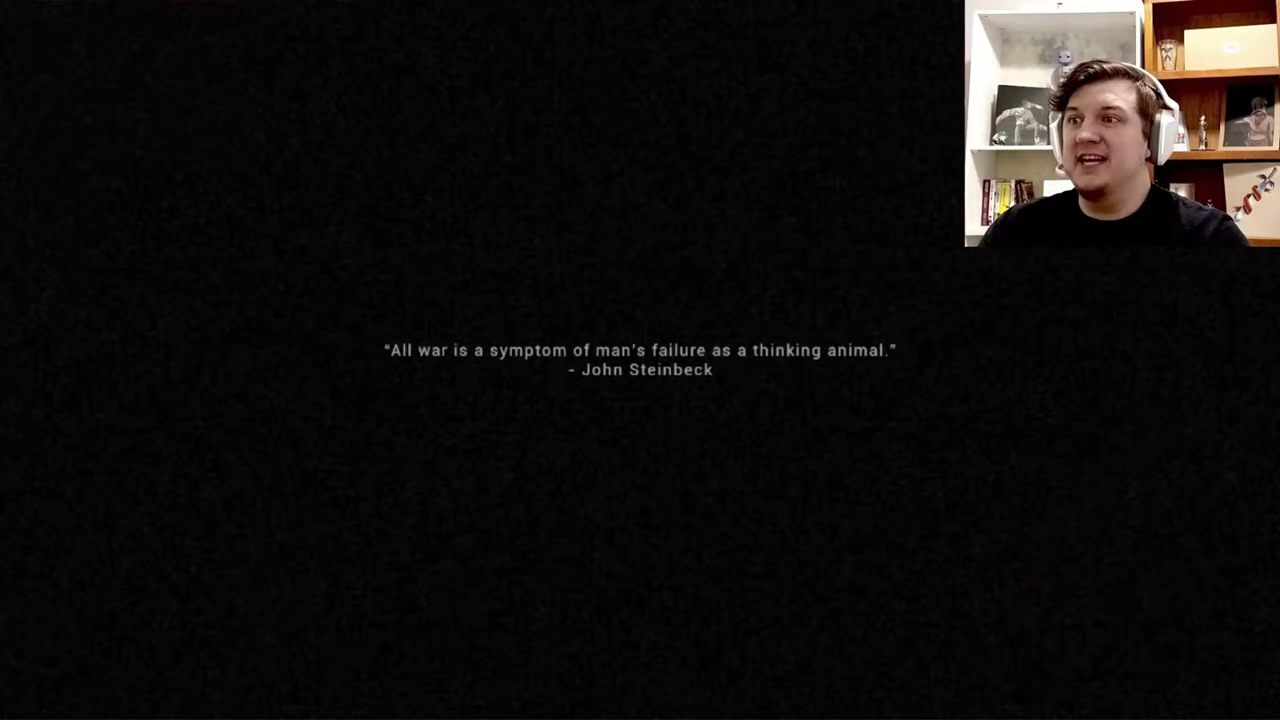 “All war is a symptom of man’s failure as a thinking animal.”
- John Steinbeck